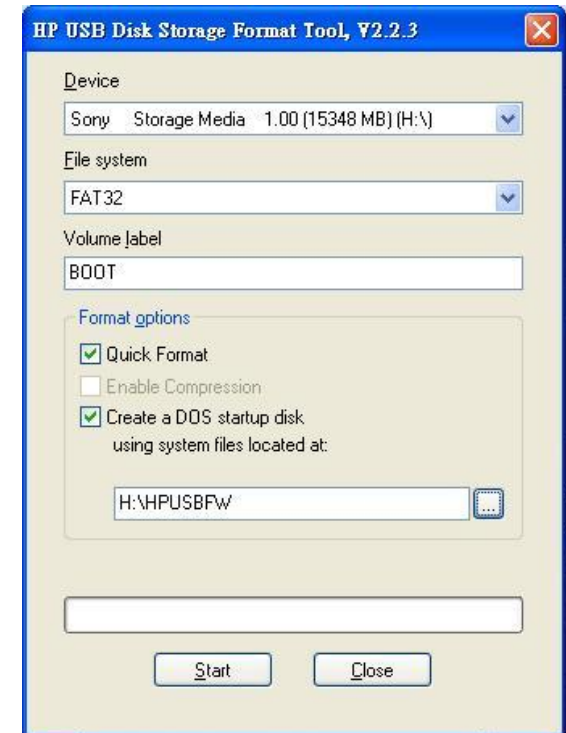 HP USB Disk Storage Format Tool, V2.2.3
Device
Sony Storage Media 1.00 (15348 MB) (H:\)
File system
FAT32
Volume label
BOOT
Format options
Quick Format
Enable Compression
Create a DOS startup disk
using system files located at:
H:\HPUSBFW
...
Start
Close